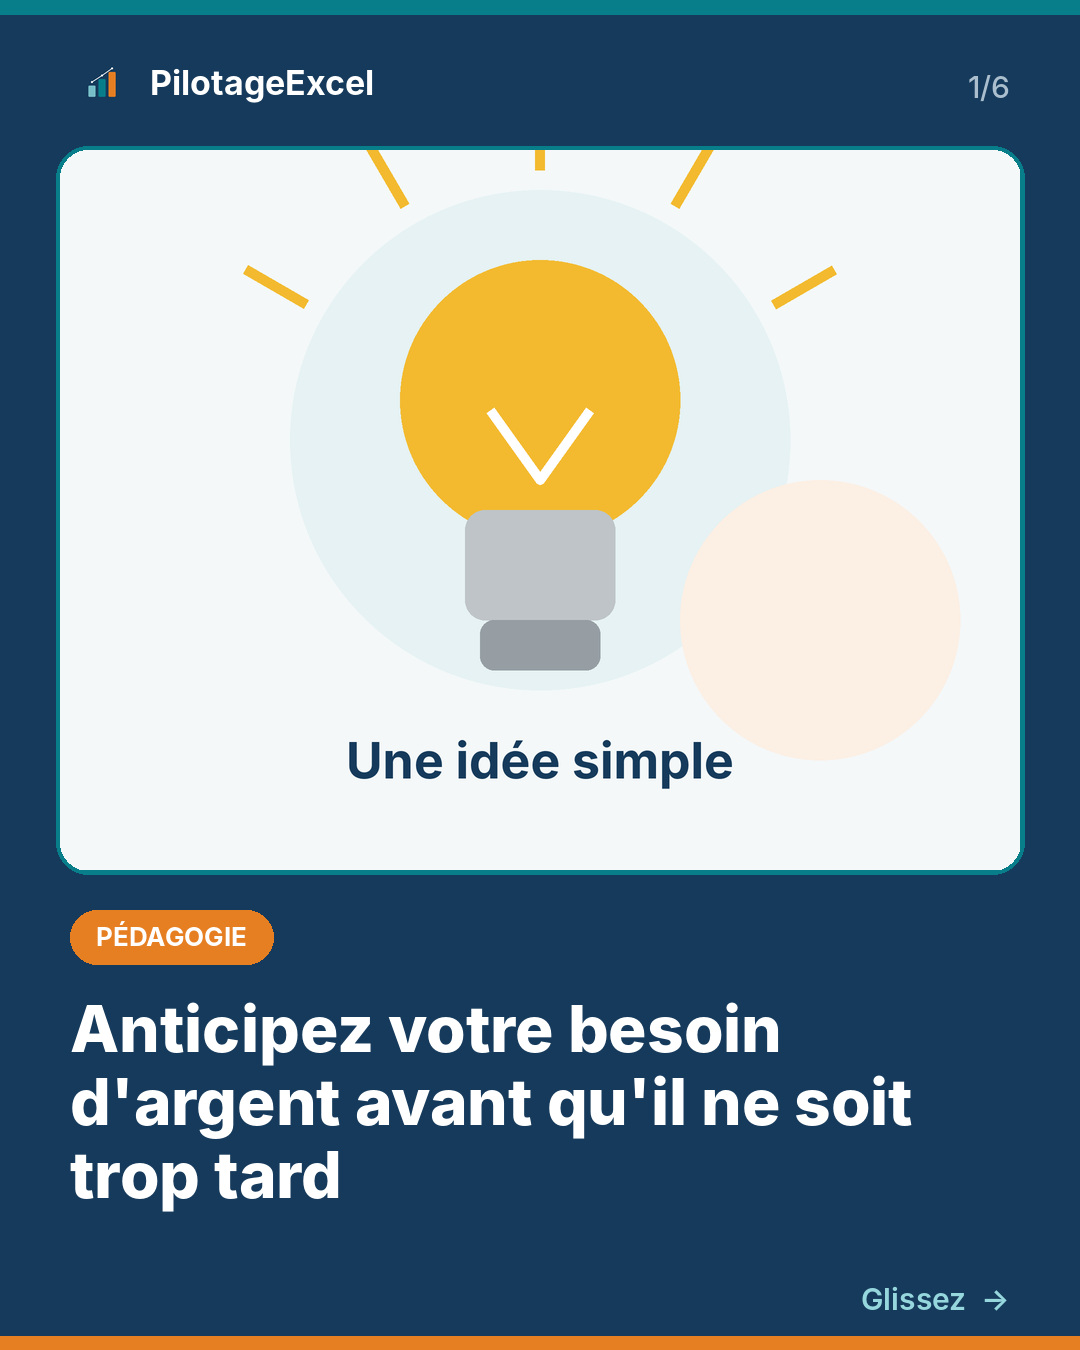 PilotageExcel
1/6
Une idée simple
PÉDAGOGIE
Anticipez votre besoin
d'argent avant qu'il ne soit
trop tard
Glissez →